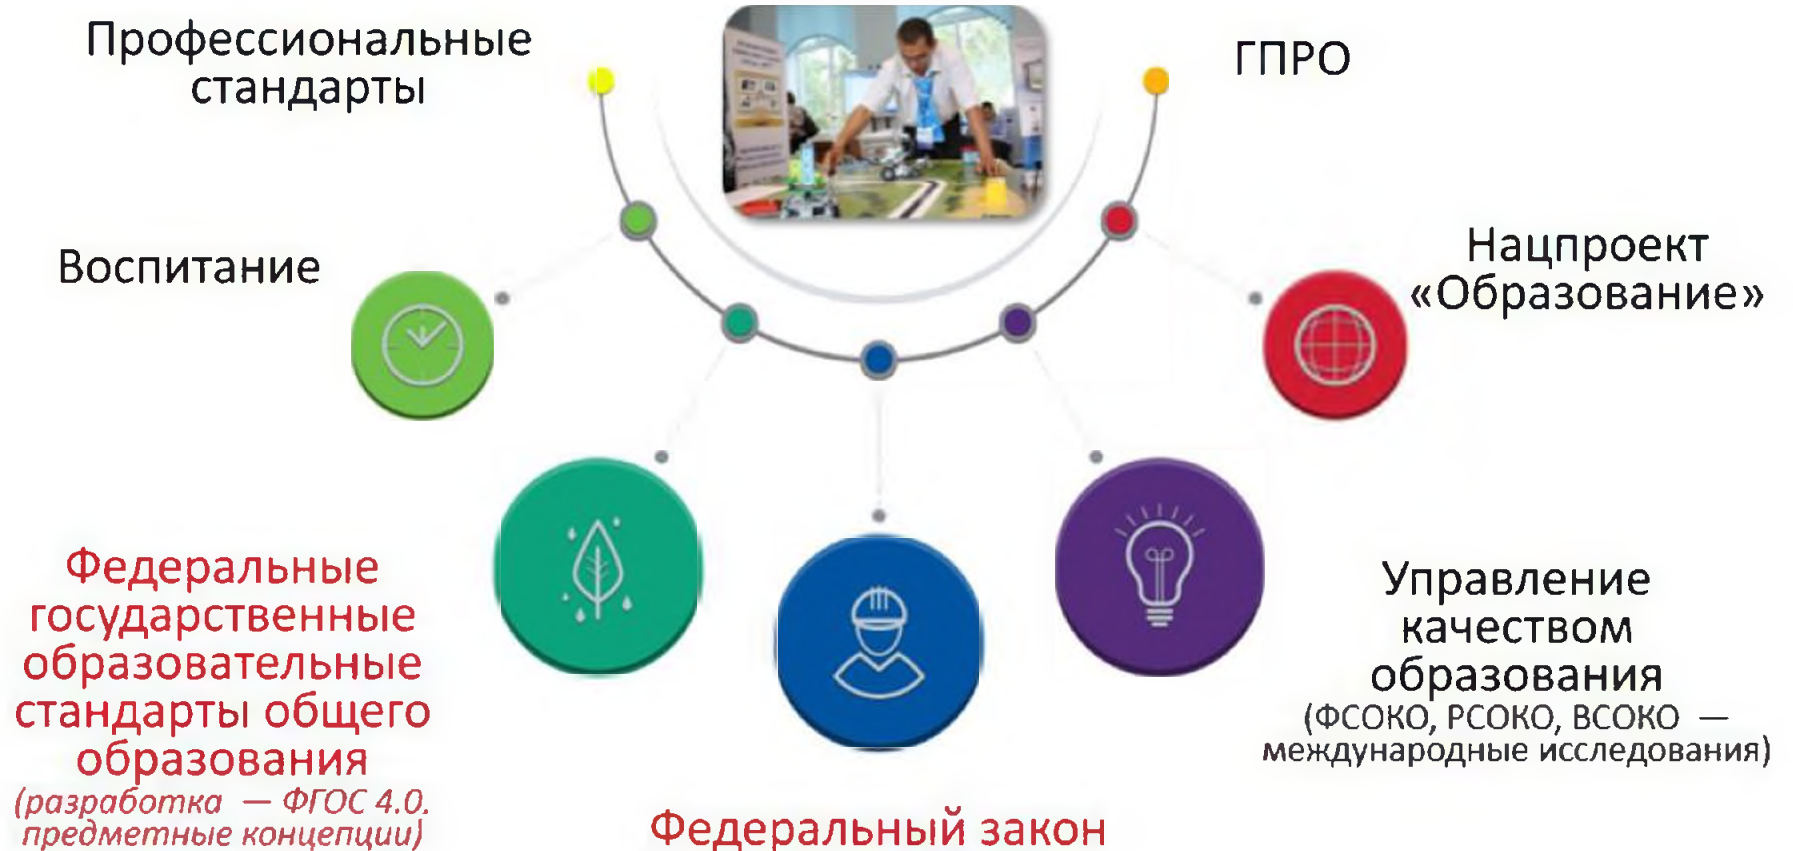 Профессиональные
стандарты
ГПРО
Воспитание
Нацпроект
«Образование»
Федеральные
государственные
образовательные
стандарты общего
образования
(разработка — ФГОС 4.0.
предметные концепции)
Федеральный закон
Управление
качеством
образования
(ФСОКО, РСОКО, ВСОКО —
международные исследования)